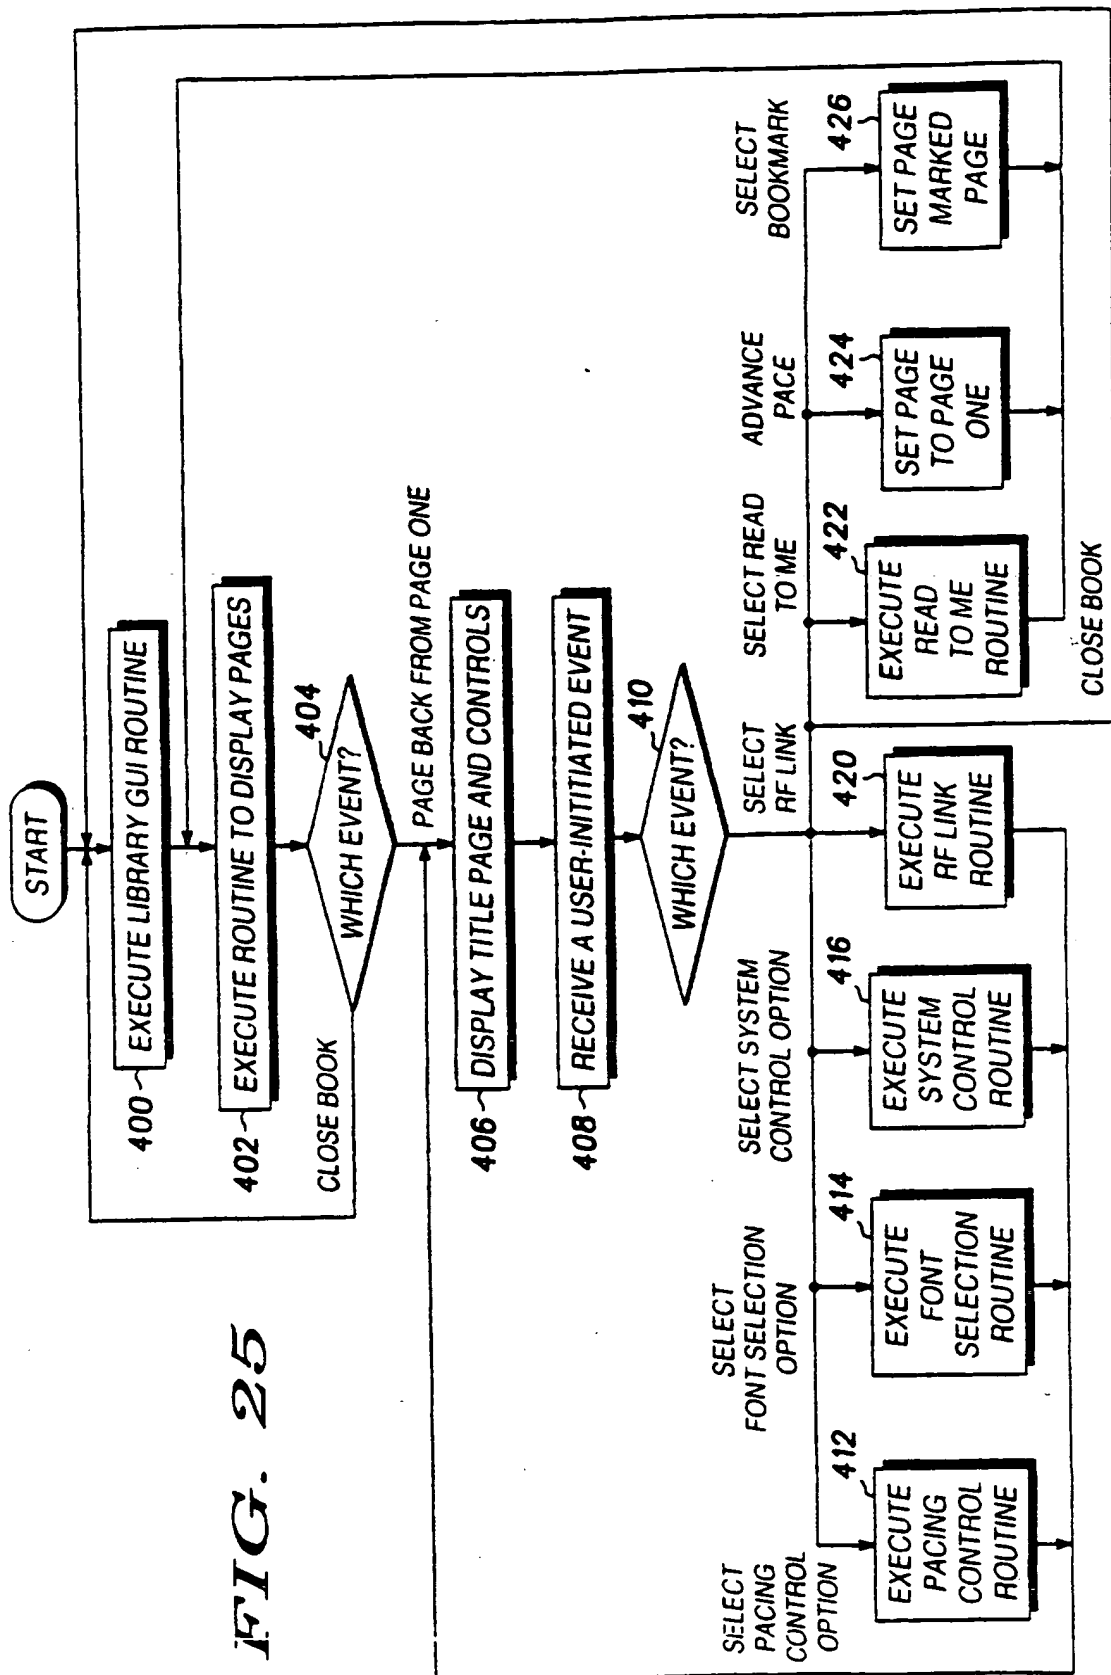 FIG. 25
START
400
EXECUTE LIBRARY GUI ROUTINE
402
EXECUTE ROUTINE TO DISPLAY PAGES
404
WHICH EVENT?
CLOSE BOOK
PAGE BACK FROM PAGE ONE
406
DISPLAY TITLE PAGE AND CONTROLS
408
RECEIVE A USER-INITITATED EVENT
410
WHICH EVENT?
SELECT
PACING
CONTROL
OPTION
412
EXECUTE
PACING
CONTROL
ROUTINE
SELECT
FONT SELECTION
OPTION
414
EXECUTE
FONT
SELECTION
ROUTINE
SELECT SYSTEM
CONTROL OPTION
416
EXECUTE
SYSTEM
CONTROL
ROUTINE
SELECT
RF LINK
420
EXECUTE
RF LINK
ROUTINE
SELECT READ
TO ME
422
EXECUTE
READ
TO ME
ROUTINE
ADVANCE
PACE
424
SET PAGE
TO PAGE
ONE
SELECT
BOOKMARK
426
SET PAGE
MARKED
PAGE
CLOSE BOOK